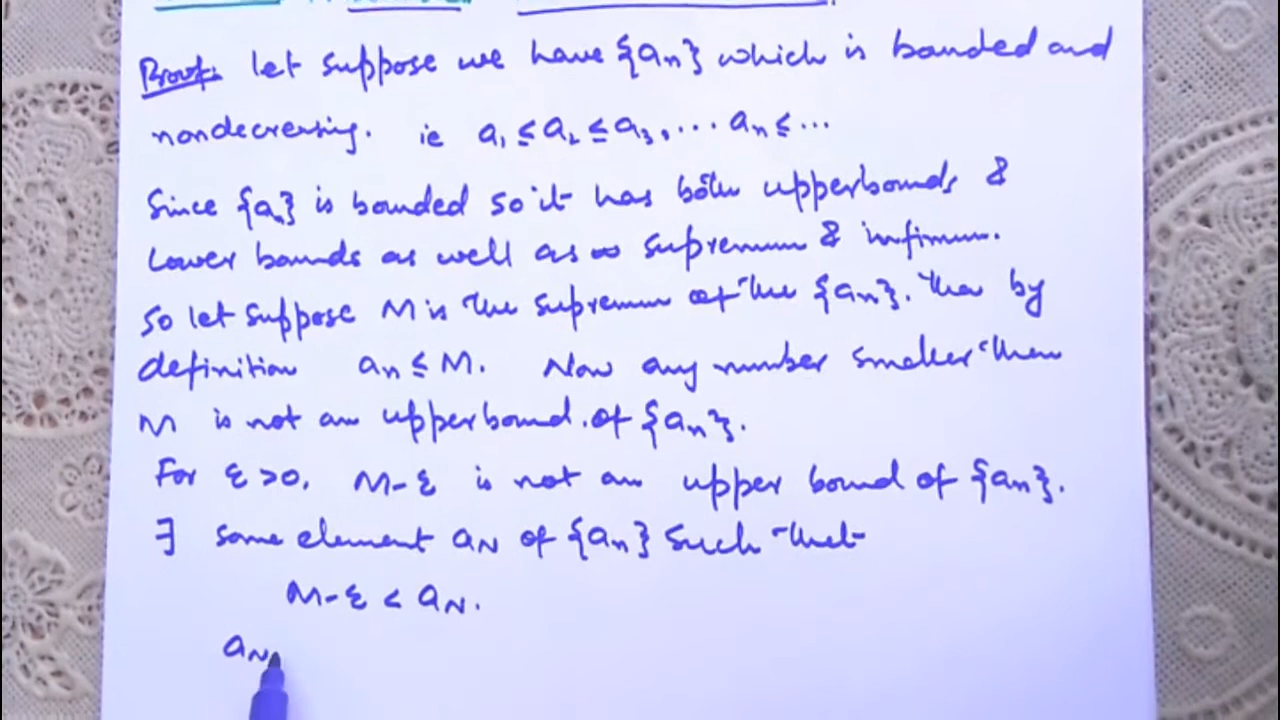 Proof: let suppose we have {an} which is bounded and
nondecreasing. ie a₁ ≤ a₂ ≤ a₃, ... an ≤ ...
Since {an} is bounded so it has both upperbounds &
Lower bounds as well as supremum & infimum.
So let suppose M is the supremum of the {an}. then by
definition an ≤ M. Now any number smaller than
M is not an upperbound. of {an}.
For ε > 0, M-ε is not an upper bound of {an}.
∃ some element aN of {an} such that
M-ε < aN.
aN